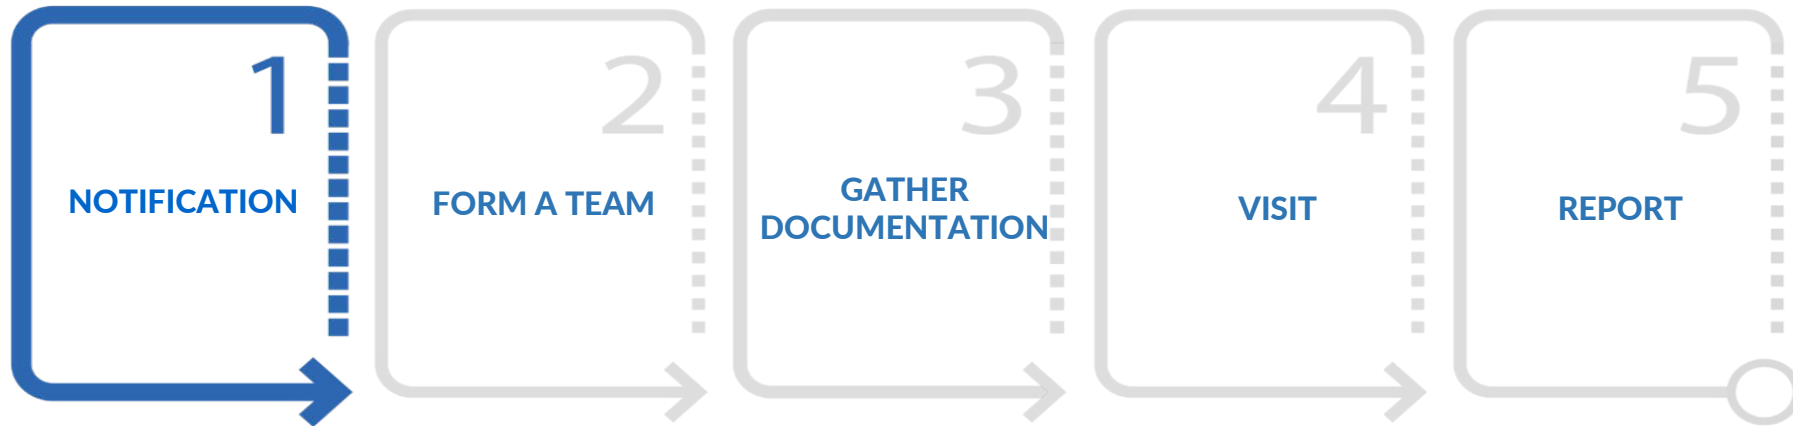 1
NOTIFICATION
2
FORM A TEAM
3
GATHER
DOCUMENTATION
4
VISIT
5
REPORT